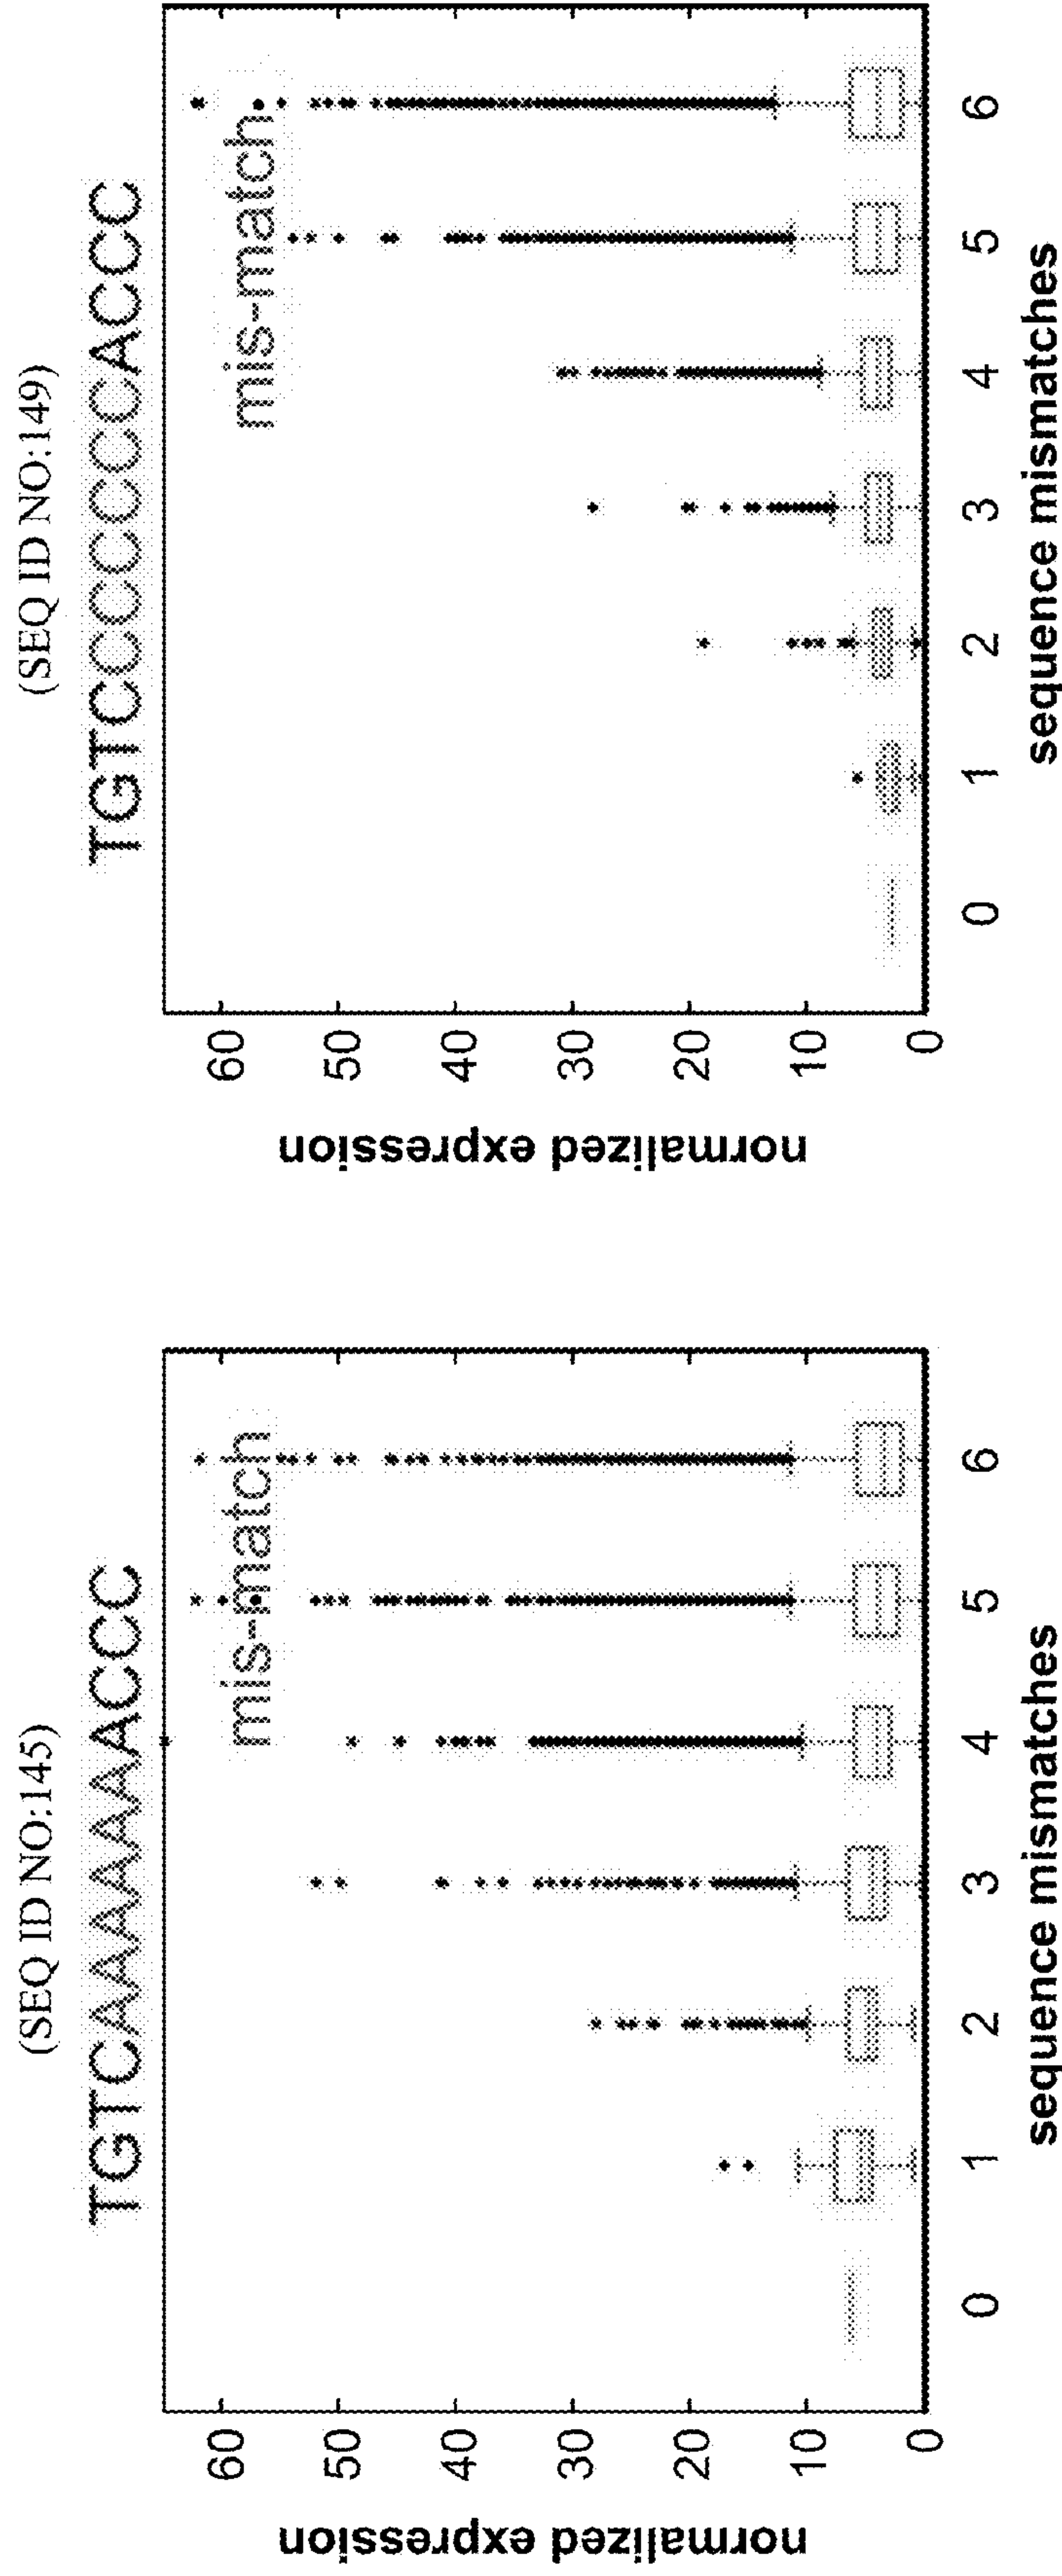 (SEQ ID NO:145)
TGTCAAAAAAACCC
mis-match
normalized expression
60
50
40
30
20
10
0
0 1 2 3 4 5 6
sequence mismatches
(SEQ ID NO:149)
TGTCCCCCCCACCC
mis-match
normalized expression
60
50
40
30
20
10
0
0 1 2 3 4 5 6
sequence mismatches